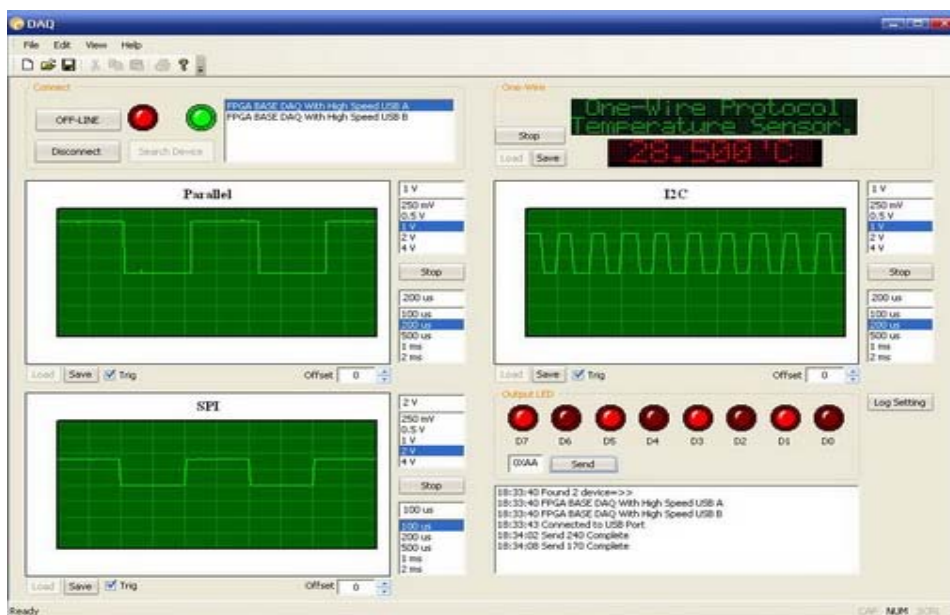 DAQ
File Edit View Help
Connect
OFF-LINE
Disconnect
Search Device
FPGA BASE DAQ With High Speed USB A
FPGA BASE DAQ With High Speed USB B
One-Wire
Stop
Load Save
One-Wire Protocol
Temperature Sensor.
28.500'C
Parallel
1 V
250 mV
0.5 V
1 V
2 V
4 V
Stop
200 us
100 us
200 us
500 us
1 ms
2 ms
Load Save Trig Offset 0
I2C
1 V
250 mV
0.5 V
1 V
2 V
4 V
Stop
200 us
100 us
200 us
500 us
1 ms
2 ms
Load Save Trig Offset 0
SPI
2 V
250 mV
0.5 V
1 V
2 V
4 V
Stop
100 us
100 us
200 us
500 us
1 ms
2 ms
Load Save Trig Offset 0
Output LED
D7 D6 D5 D4 D3 D2 D1 D0
0XAA Send
Log Setting
18:33:40 Found 2 device=>>
18:33:40 FPGA BASE DAQ With High Speed USB A
18:33:40 FPGA BASE DAQ With High Speed USB B
18:33:43 Connected to USB Port
18:34:02 Send 240 Complete
18:34:08 Send 170 Complete
Ready
CAP NUM SCRL